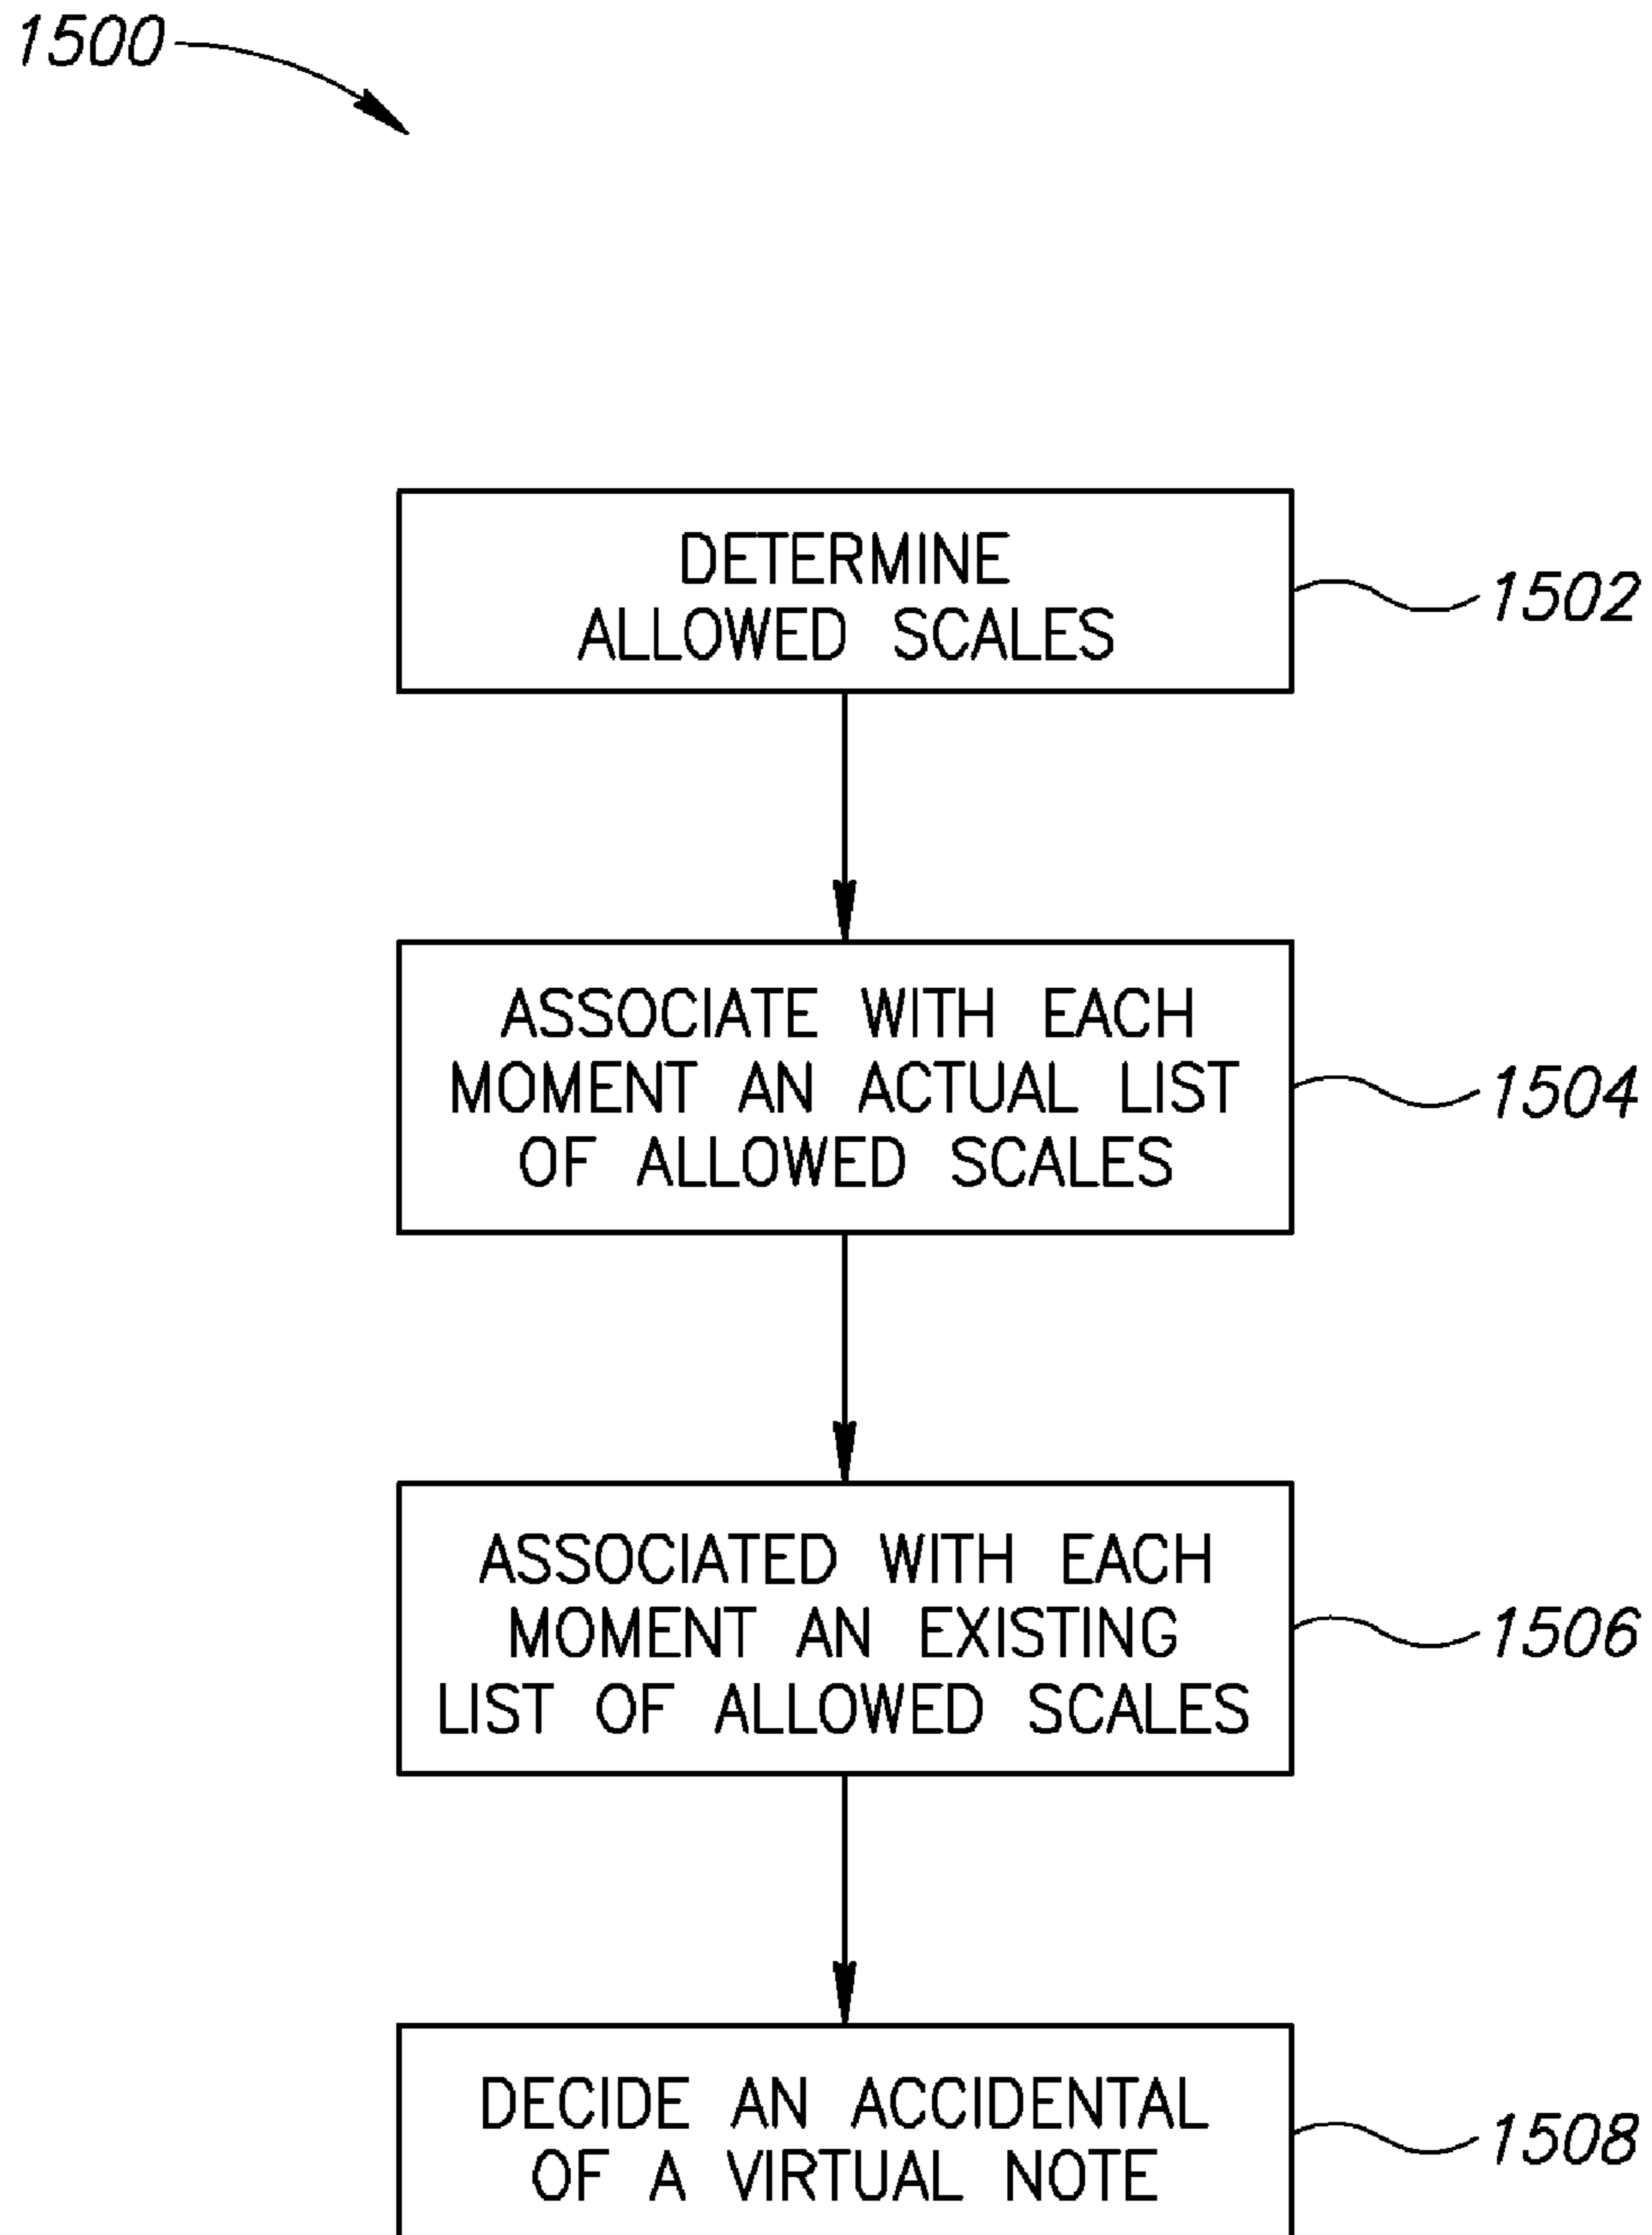 1500
DETERMINE
ALLOWED SCALES
1502
ASSOCIATE WITH EACH
MOMENT AN ACTUAL LIST
OF ALLOWED SCALES
1504
ASSOCIATED WITH EACH
MOMENT AN EXISTING
LIST OF ALLOWED SCALES
1506
DECIDE AN ACCIDENTAL
OF A VIRTUAL NOTE
1508